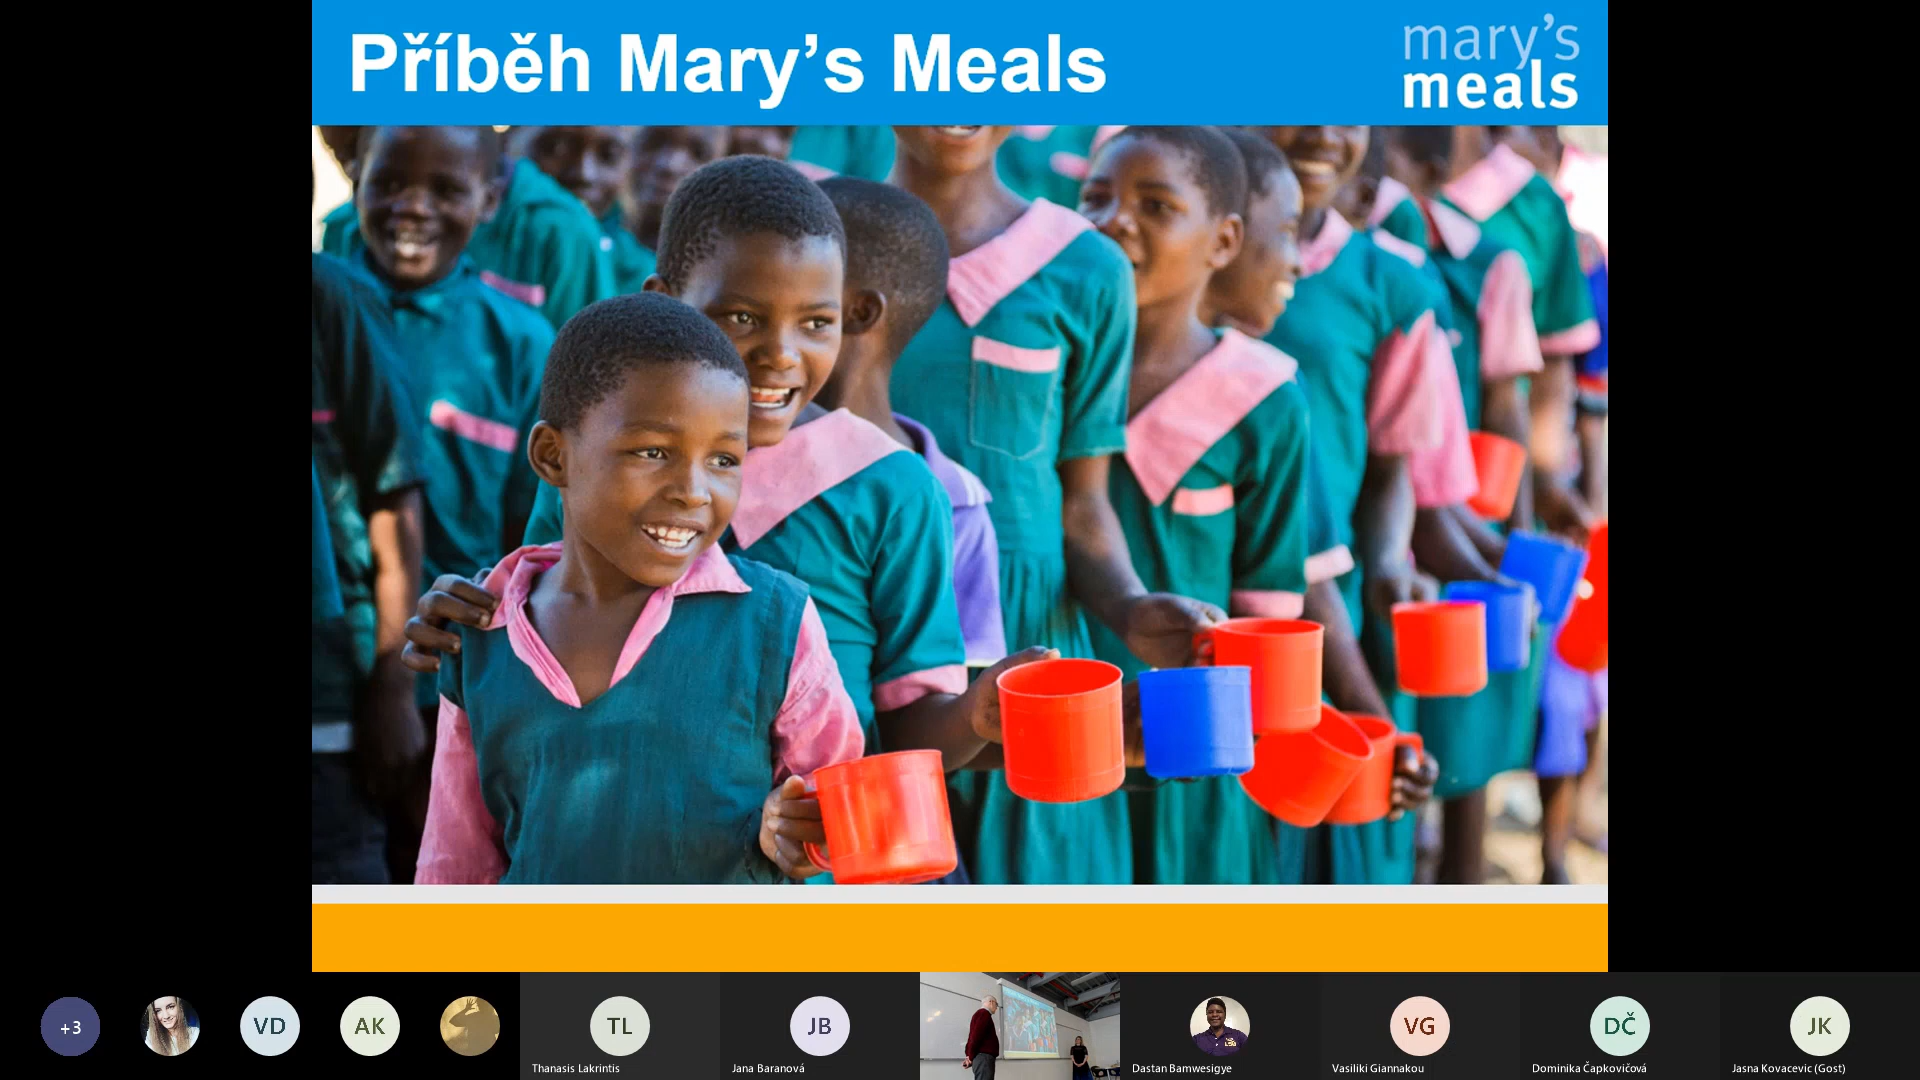 Příběh Mary’s Meals
mary's
meals
+3
VD
AK
TL
JB
VG
DČ
JK
Thanasis Lakrintis
Jana Baranová
Dastan Bamwesigye
Vasiliki Giannakou
Dominika Čapkovičová
Jasna Kovacevic (Gost)